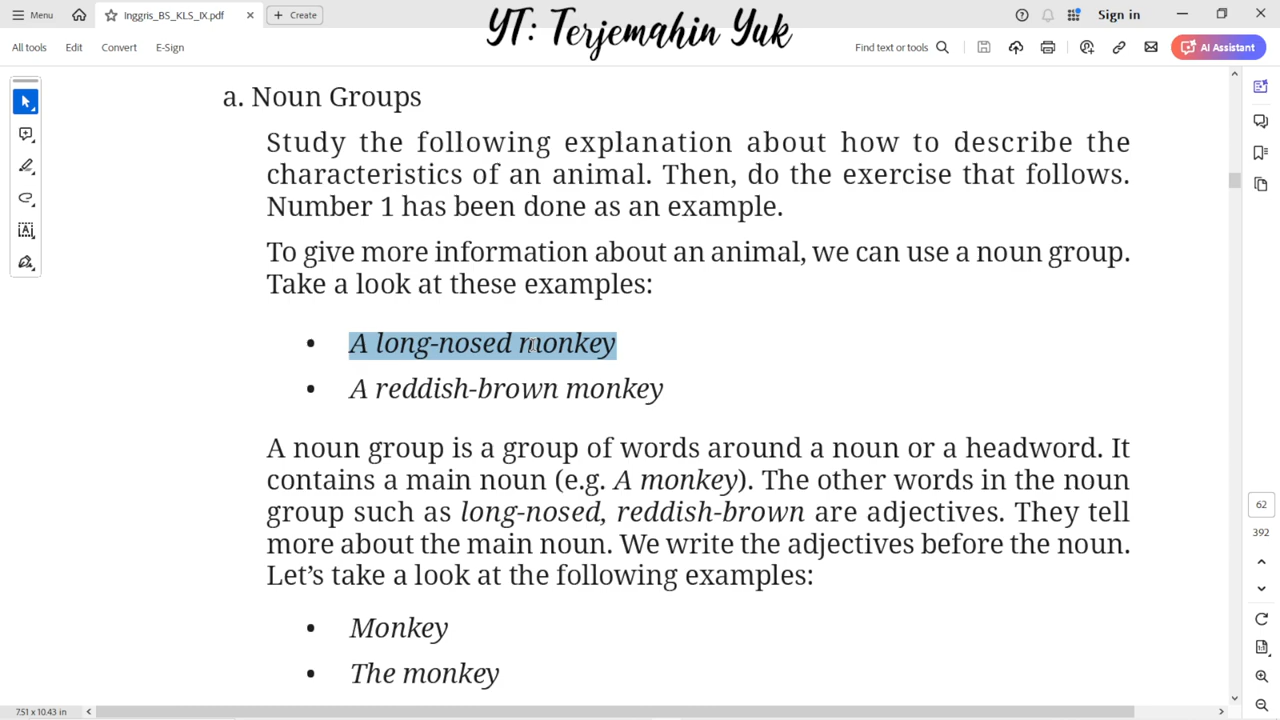 Menu
Inggris_BS_KLS_IX.pdf
Create
YT: Terjemahin Yuk
Sign in
All tools
Edit
Convert
E-Sign
Find text or tools
AI Assistant
a. Noun Groups
Study the following explanation about how to describe the
characteristics of an animal. Then, do the exercise that follows.
Number 1 has been done as an example.
To give more information about an animal, we can use a noun group.
Take a look at these examples:
• A long-nosed monkey
• A reddish-brown monkey
A noun group is a group of words around a noun or a headword. It
contains a main noun (e.g. A monkey). The other words in the noun
group such as long-nosed, reddish-brown are adjectives. They tell
more about the main noun. We write the adjectives before the noun.
Let’s take a look at the following examples:
• Monkey
• The monkey
62
392
7.51 x 10.43 in